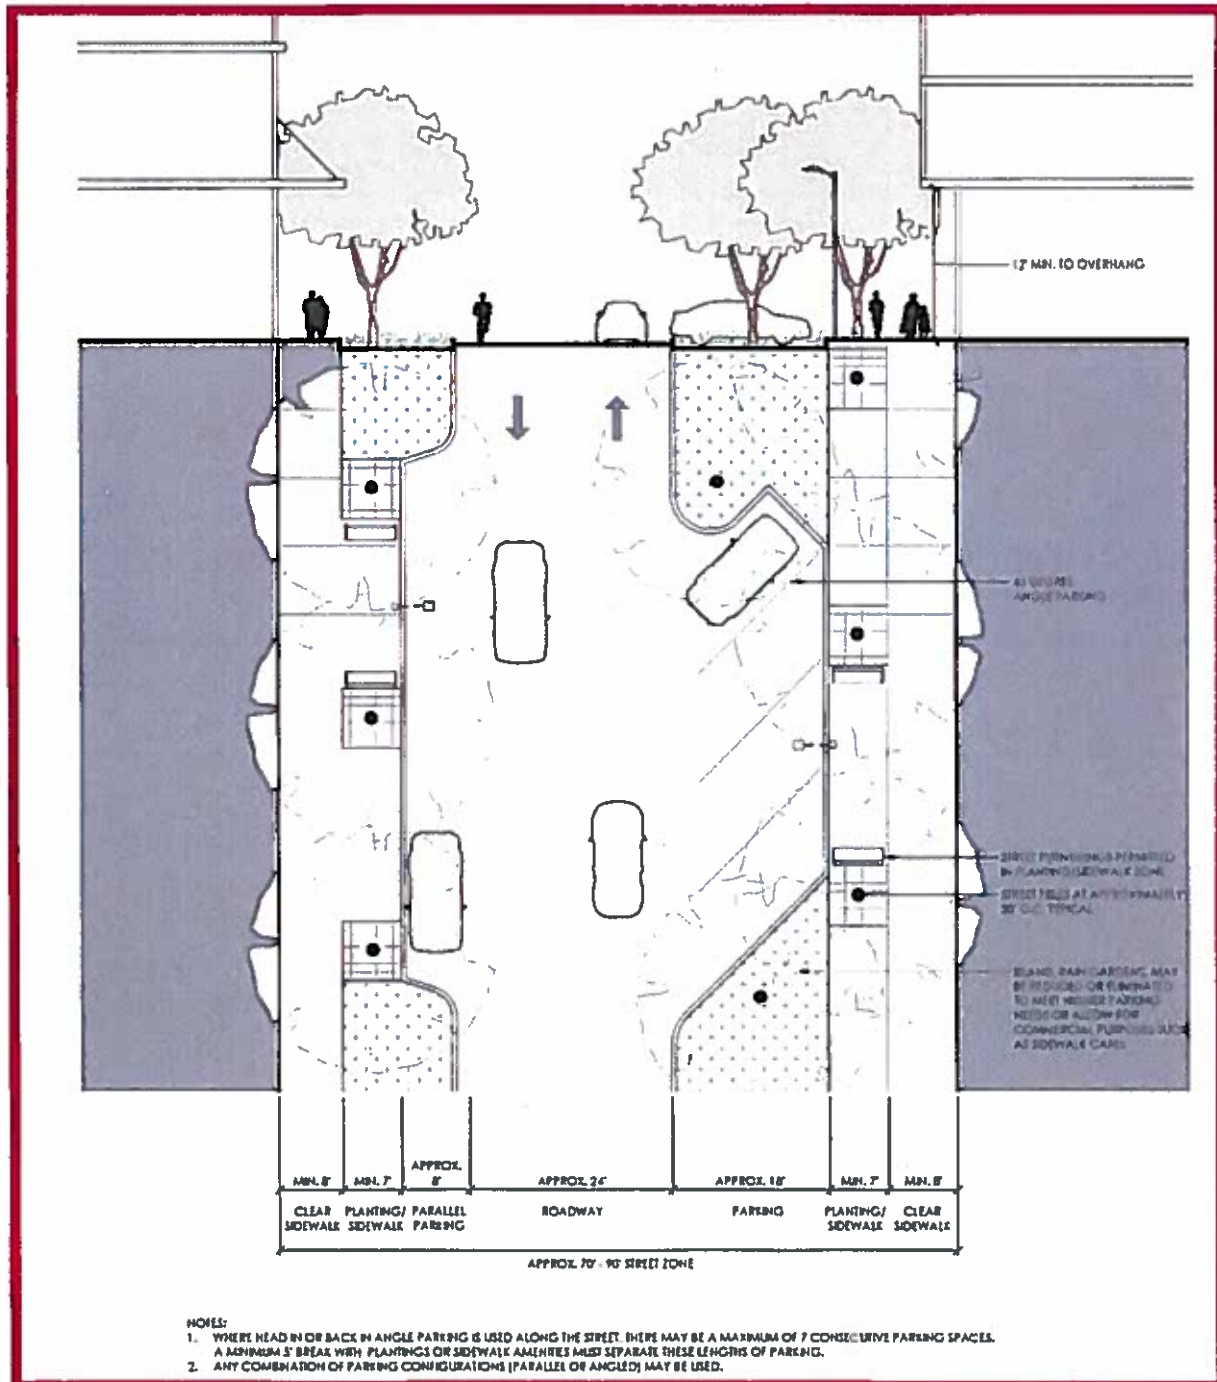 12' MIN. TO OVERHANG
DEGREE
ANGLE PARKING
STREET FURNISHINGS PERMITTED
IN PLANTING/SIDEWALK ZONE
STREET TREES AT APPROXIMATELY
30' O.C. TYPICAL
ISLAND RAIN GARDENS MAY
BE REDUCED OR ELIMINATED
TO MEET HIGHER PARKING
NEEDS OR ALLOW FOR
COMMERCIAL PURPOSES SUCH
AS SIDEWALK CAFES
MIN. 8' MIN. 7' APPROX. 8' APPROX. 26' APPROX. 18' MIN. 7' MIN. 8'
CLEAR SIDEWALK PLANTING/ SIDEWALK PARALLEL PARKING ROADWAY PARKING PLANTING/ SIDEWALK CLEAR SIDEWALK
APPROX. 70' - 90' STREET ZONE
NOTES:
1. WHERE HEAD IN OR BACK IN ANGLE PARKING IS USED ALONG THE STREET, THERE MAY BE A MAXIMUM OF 7 CONSECUTIVE PARKING SPACES.
A MINIMUM 5' BREAK WITH PLANTINGS OR SIDEWALK AMENITIES MUST SEPARATE THESE LENGTHS OF PARKING.
2. ANY COMBINATION OF PARKING CONFIGURATIONS (PARALLEL OR ANGLED) MAY BE USED.